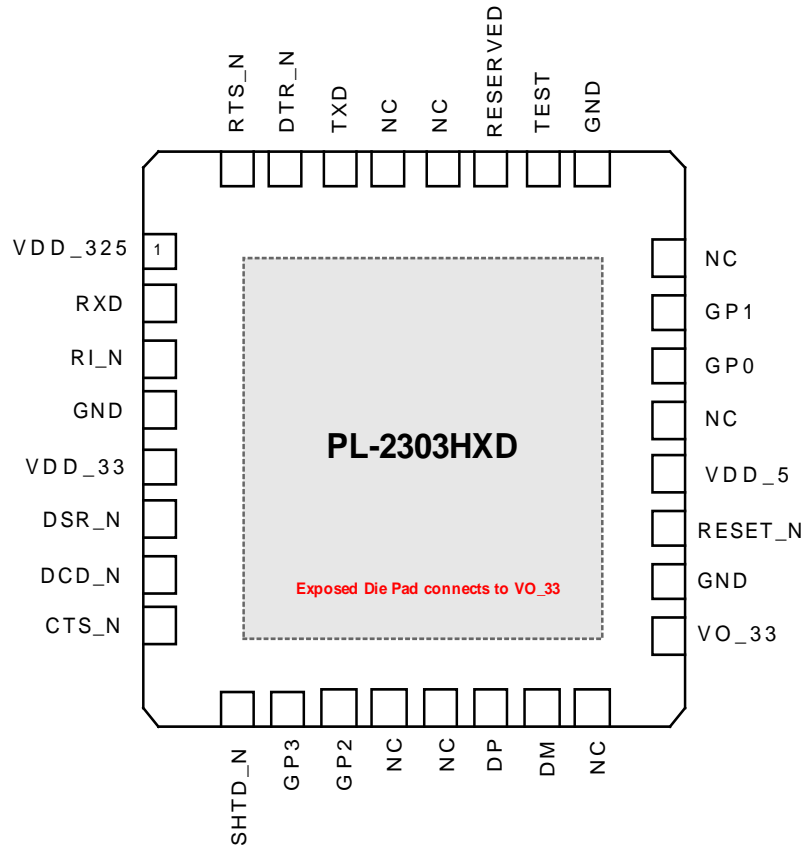 RTS_N
DTR_N
TXD
NC
NC
RESERVED
TEST
GND
VDD_325
1
RXD
RI_N
GND
VDD_33
DSR_N
DCD_N
CTS_N
NC
GP1
GP0
NC
VDD_5
RESET_N
GND
VO_33
PL-2303HXD
Exposed Die Pad connects to VO_33
SHTD_N
GP3
GP2
NC
NC
DP
DM
NC